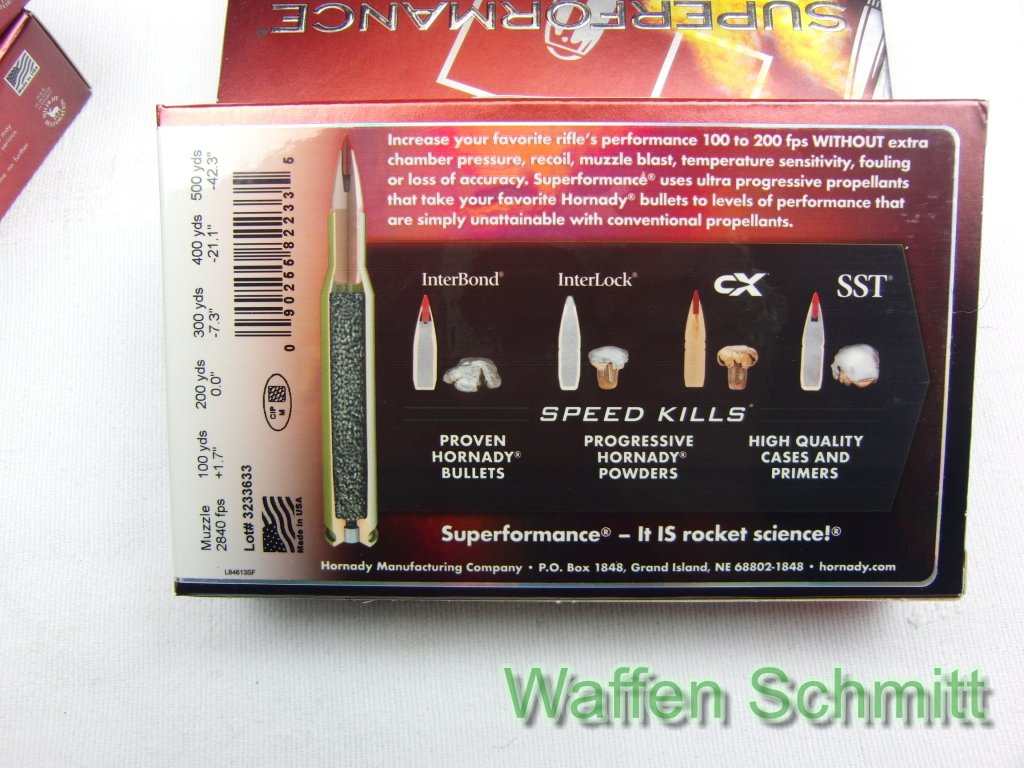 SUPERFORMANCE®
Increase your favorite rifle's performance 100 to 200 fps WITHOUT extra
chamber pressure, recoil, muzzle blast, temperature sensitivity, fouling
or loss of accuracy. Superformance® uses ultra progressive propellants
that take your favorite Hornady® bullets to levels of performance that
are simply unattainable with conventional propellants.
InterBond® InterLock® CX™ SST®
SPEED KILLS®
PROVEN
HORNADY®
BULLETS
PROGRESSIVE
HORNADY®
POWDERS
HIGH QUALITY
CASES AND
PRIMERS
Superformance® – It IS rocket science!®
Hornady Manufacturing Company • P.O. Box 1848, Grand Island, NE 68802-1848 • hornady.com
Muzzle 100 yds 200 yds 300 yds 400 yds 500 yds
2840 fps +1.7" 0.0" -7.3" -21.1" -42.3"
Lot# 3233633
CIP
M
0 90255 82233 5
Made in USA
L84613SF
may
various
no further
Waffen Schmitt